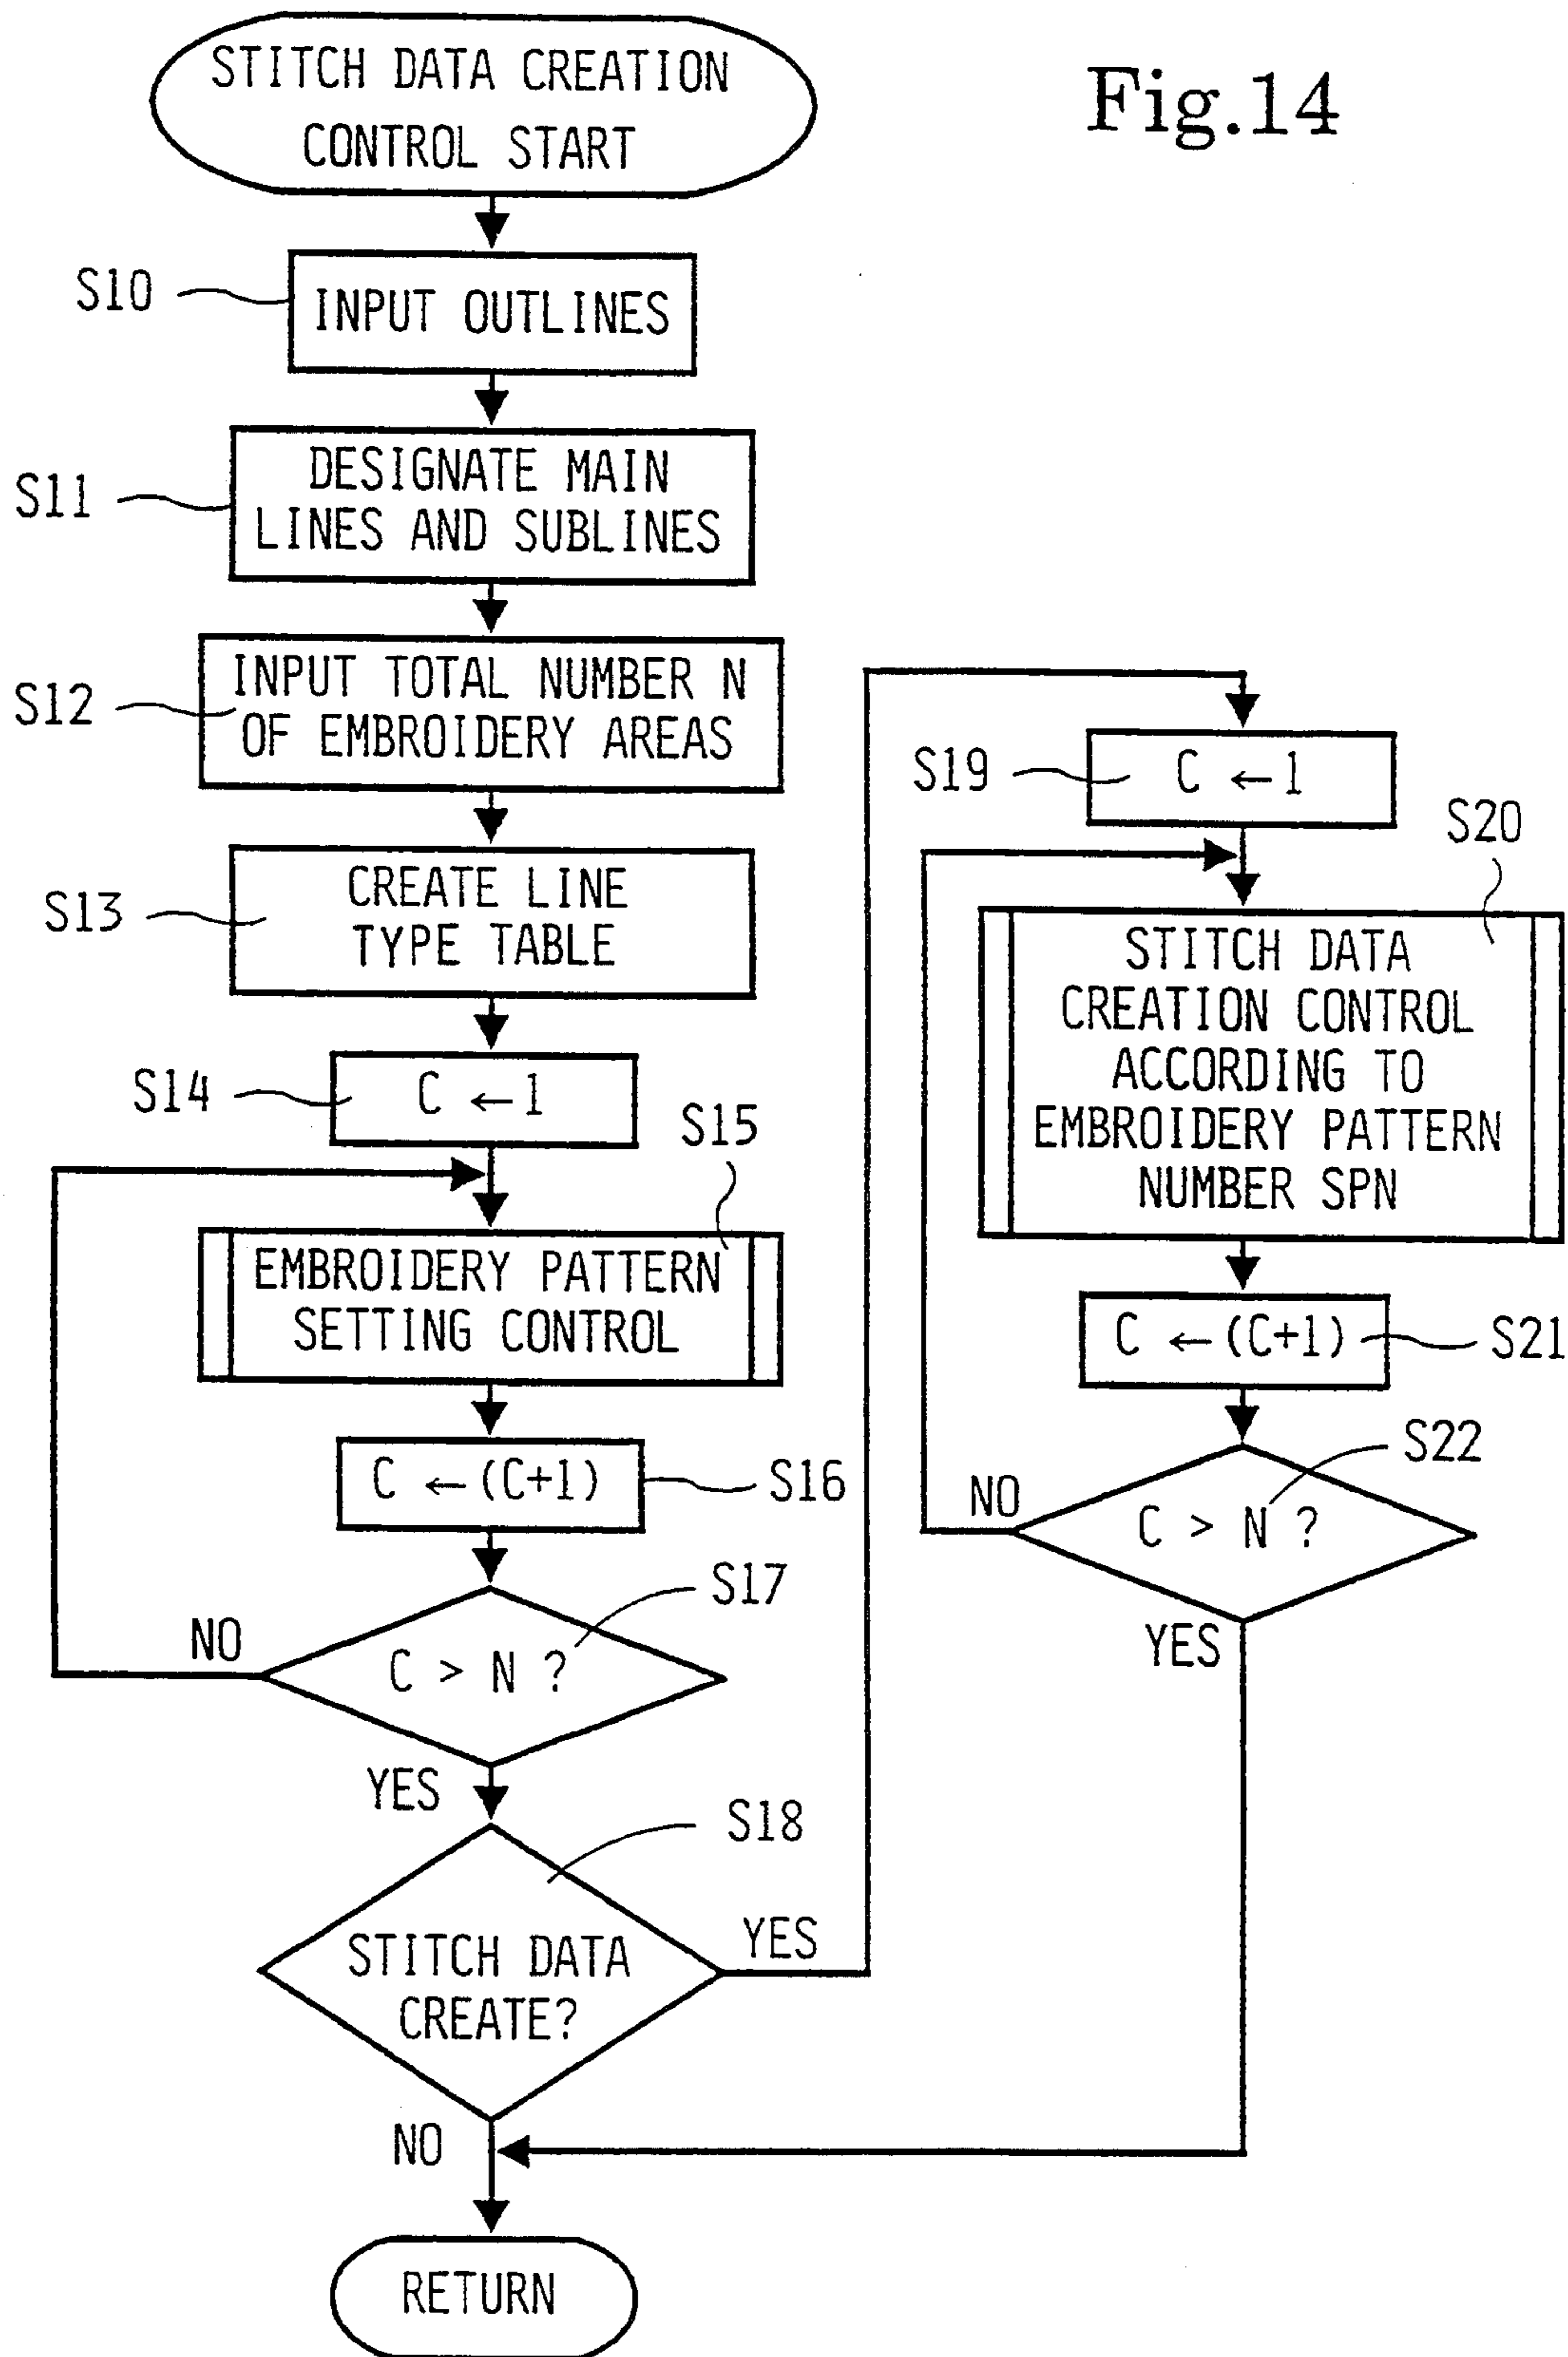 Fig.14
STITCH DATA CREATION
CONTROL START
S10
INPUT OUTLINES
S11
DESIGNATE MAIN
LINES AND SUBLINES
S12
INPUT TOTAL NUMBER N
OF EMBROIDERY AREAS
S13
CREATE LINE
TYPE TABLE
S14
C ←1
S15
EMBROIDERY PATTERN
SETTING CONTROL
C ←(C+1)
S16
S17
C > N ?
NO
YES
S18
STITCH DATA
CREATE?
YES
NO
S19
C ←1
S20
STITCH DATA
CREATION CONTROL
ACCORDING TO
EMBROIDERY PATTERN
NUMBER SPN
C ←(C+1)
S21
S22
C > N ?
NO
YES
RETURN